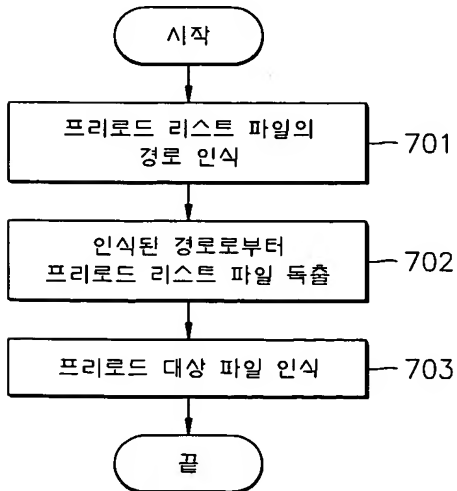 시작
프리로드 리스트 파일의
경로 인식
701
인식된 경로로부터
프리로드 리스트 파일 독출
702
프리로드 대상 파일 인식
703
끝